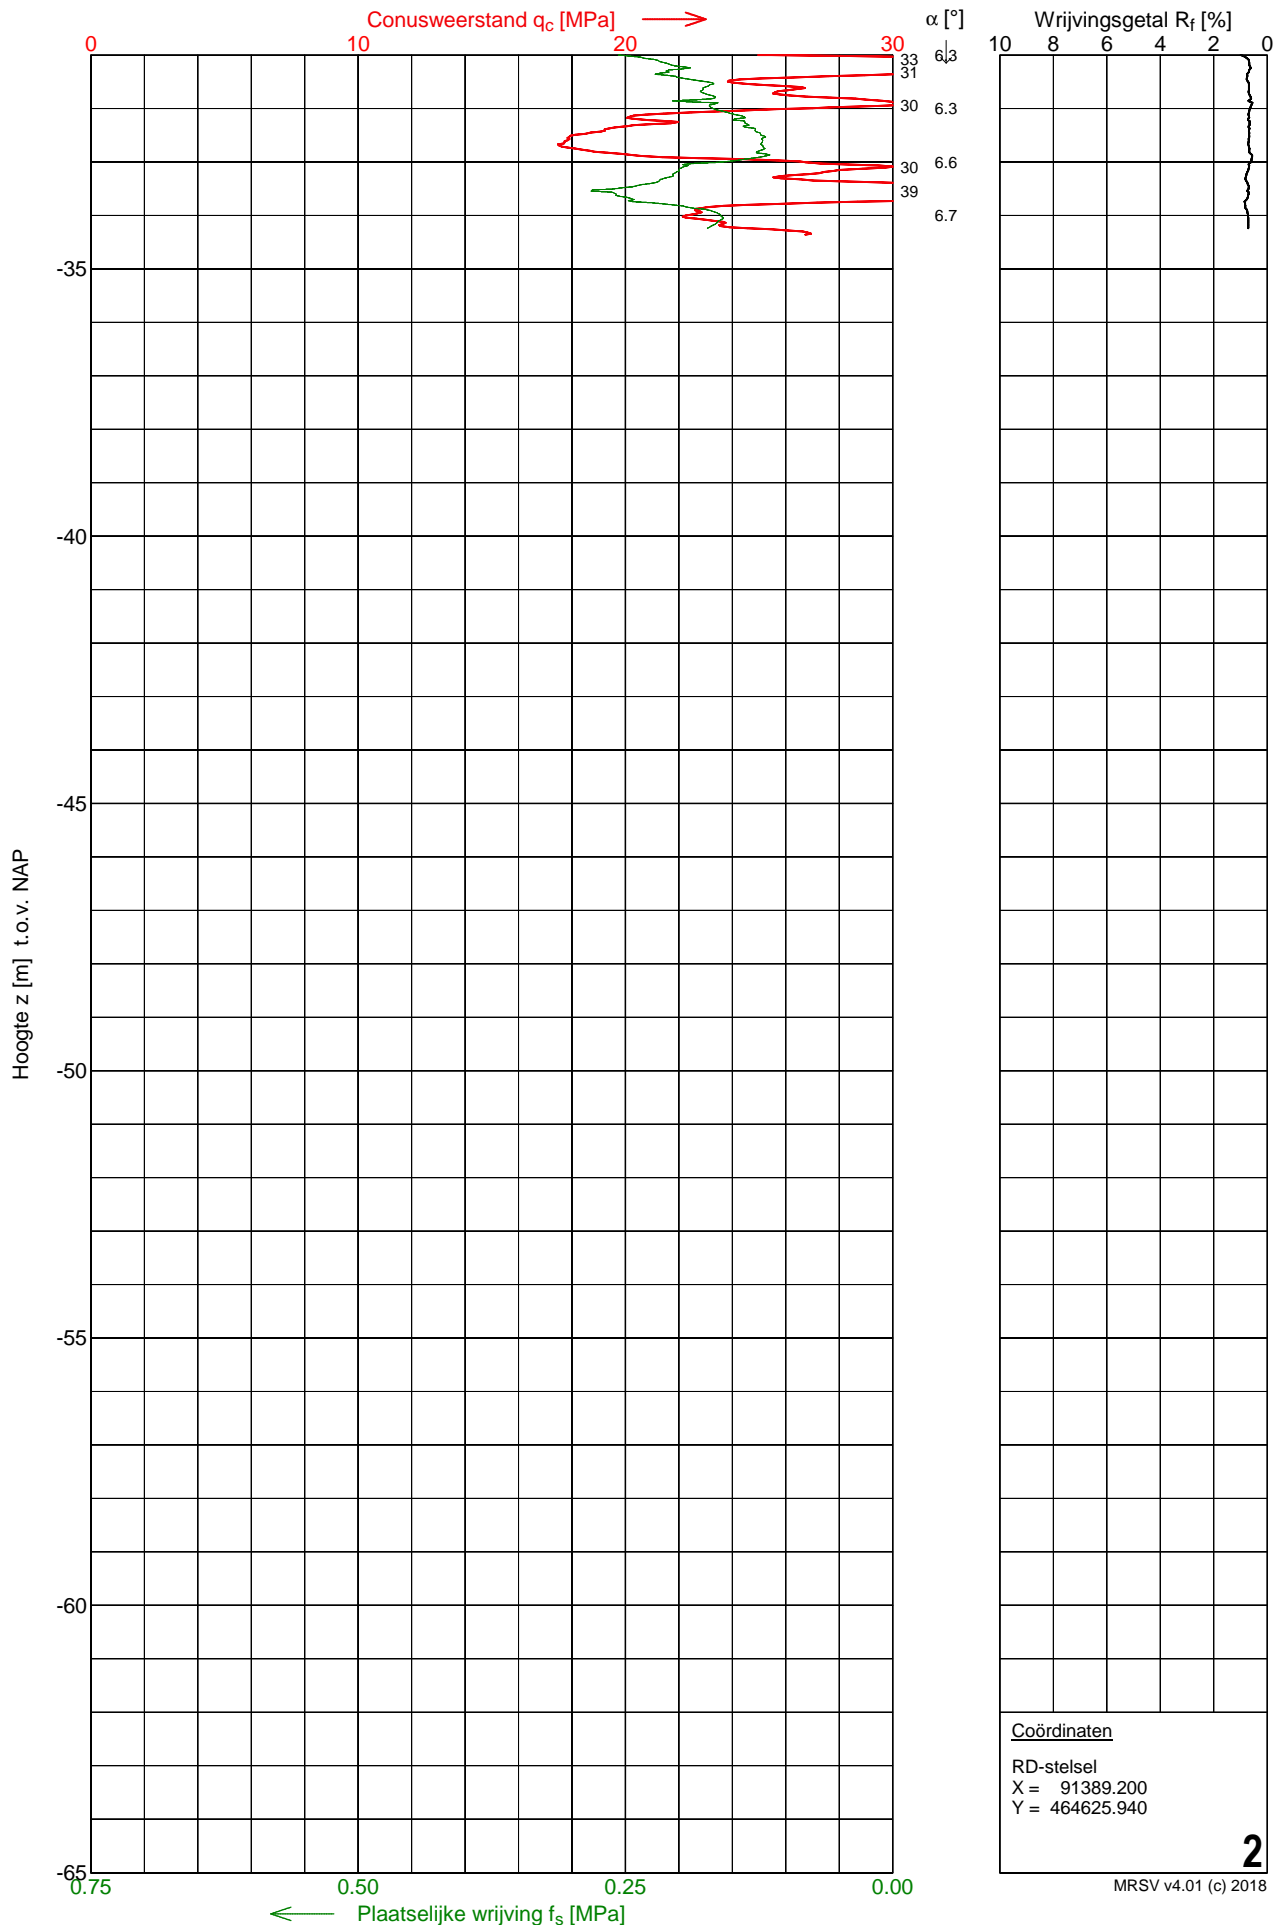 Conusweerstand qc [MPa]
α [°]
Wrijvingsgetal Rf [%]
0 10 20 30
10 8 6 4 2 0
33 6.3
31
30 6.3
30 6.6
39
6.7
-35
-40
-45
-50
-55
-60
-65
Hoogte z [m] t.o.v. NAP
Coördinaten
RD-stelsel
X = 91389.200
Y = 464625.940
2
MRSV v4.01 (c) 2018
0.75 0.50 0.25 0.00
Plaatselijke wrijving fs [MPa]